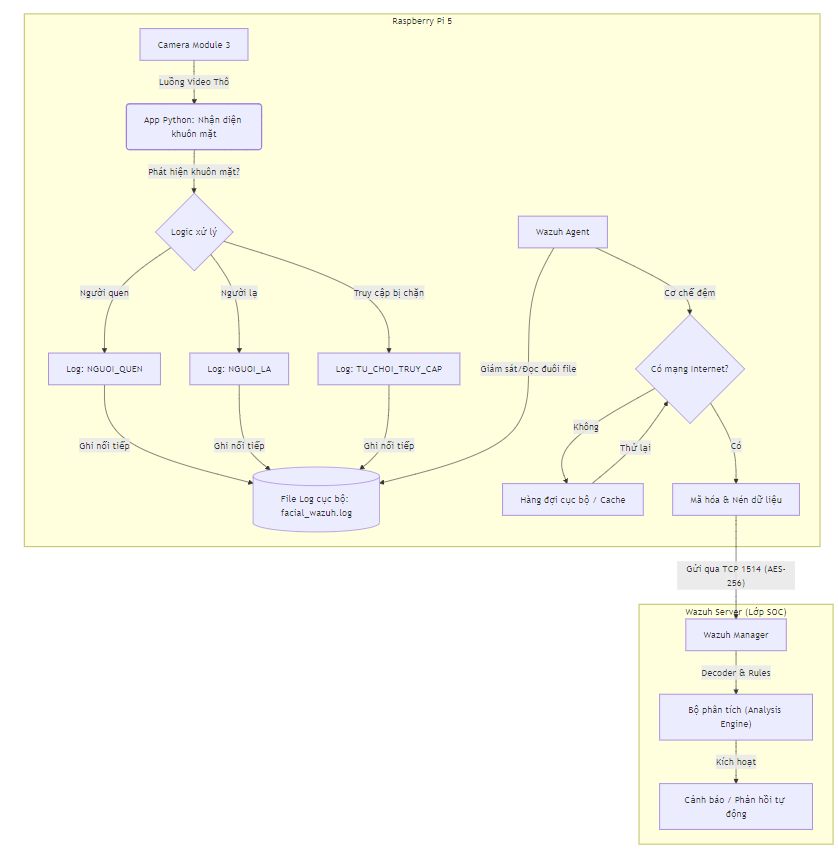 Raspberry Pi 5
Camera Module 3
Luồng Video Thô
App Python: Nhận diện
khuôn mặt
Phát hiện khuôn mặt?
Logic xử lý
Người quen
Người lạ
Truy cập bị chặn
Log: NGUOI_QUEN
Log: NGUOI_LA
Log: TU_CHOI_TRUY_CAP
Ghi nối tiếp
Ghi nối tiếp
Ghi nối tiếp
File Log cục bộ:
facial_wazuh.log
Wazuh Agent
Giám sát/Đọc đuôi file
Cơ chế đệm
Có mạng Internet?
Không
Thử lại
Có
Hàng đợi cục bộ / Cache
Mã hóa & Nén dữ liệu
Gửi qua TCP 1514 (AES-
256)
Wazuh Server (Lớp SOC)
Wazuh Manager
Decoder & Rules
Bộ phân tích (Analysis
Engine)
Kích hoạt
Cảnh báo / Phản hồi tự
động